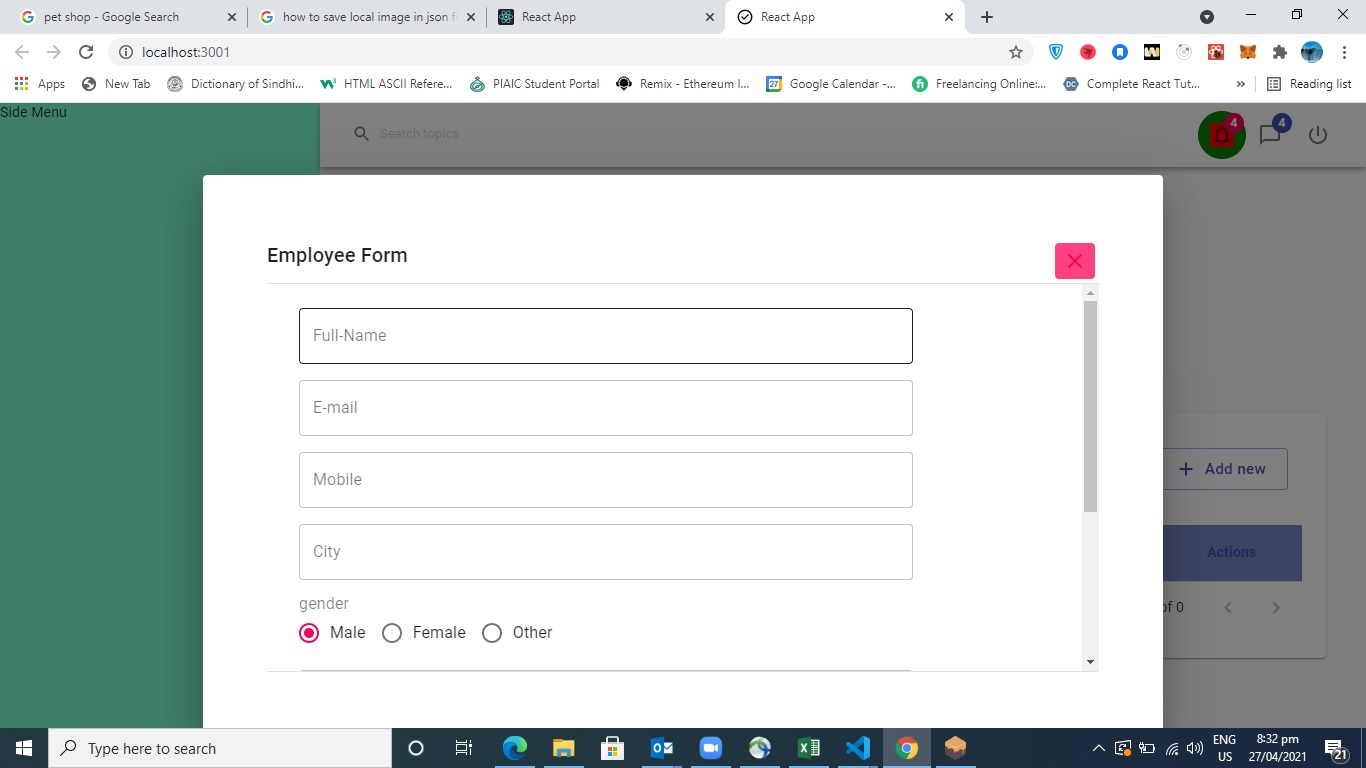 pet shop - Google Search
how to save local image in json fi
React App
React App
localhost:3001
Apps
New Tab
Dictionary of Sindhi...
HTML ASCII Refere...
PIAIC Student Portal
Remix - Ethereum I...
27
Google Calendar -...
Freelancing Online:...
DC
Complete React Tut...
»
Reading list
Side Menu
Search topics
4
4
Employee Form
Full-Name
E-mail
Mobile
City
gender
Male Female Other
+ Add new
Actions
of 0
Type here to search
ENG
US
8:32 pm
27/04/2021
21